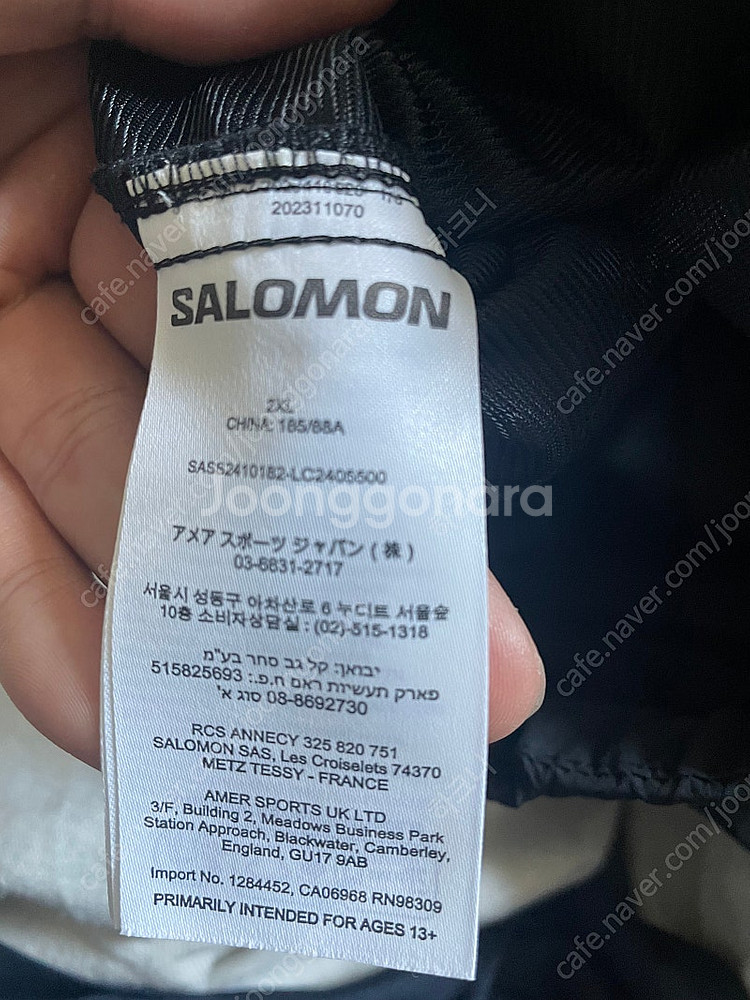 202311070
SALOMON
2XL
CHINA: 185/88A
SASS2410182-LC2405500
Joonggonara
アメア スポーツ ジャパン ( 株 )
03-6831-2717
서울시 성동구 아차산로 6 누디트 서울숲
10층 소비자상담실 : (02)-515-1318
יבואן: קל גב סחר בע"מ
פארק תעשיות ראם ח.פ.: 515825693
08-8692730 סוג א'
RCS ANNECY 325 820 751
SALOMON SAS, Les Croiselets 74370
METZ TESSY - FRANCE
AMER SPORTS UK LTD
3/F, Building 2, Meadows Business Park
Station Approach, Blackwater, Camberley,
England, GU17 9AB
Import No. 1284452, CA06968 RN98309
PRIMARILY INTENDED FOR AGES 13+
cafe.naver.com/joonggonara